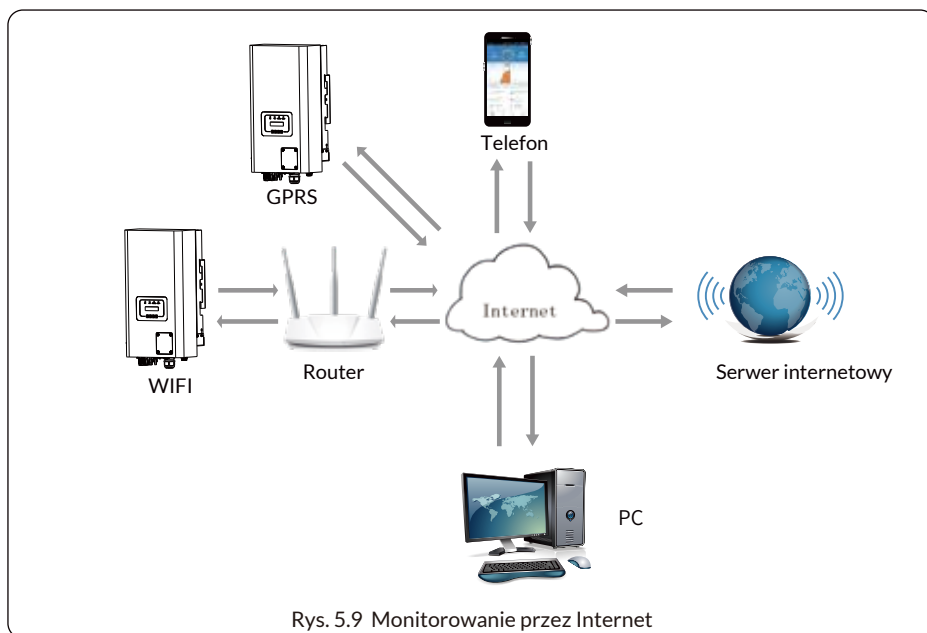 Telefon
GPRS
Internet
WIFI
Router
Serwer internetowy
PC
Rys. 5.9 Monitorowanie przez Internet